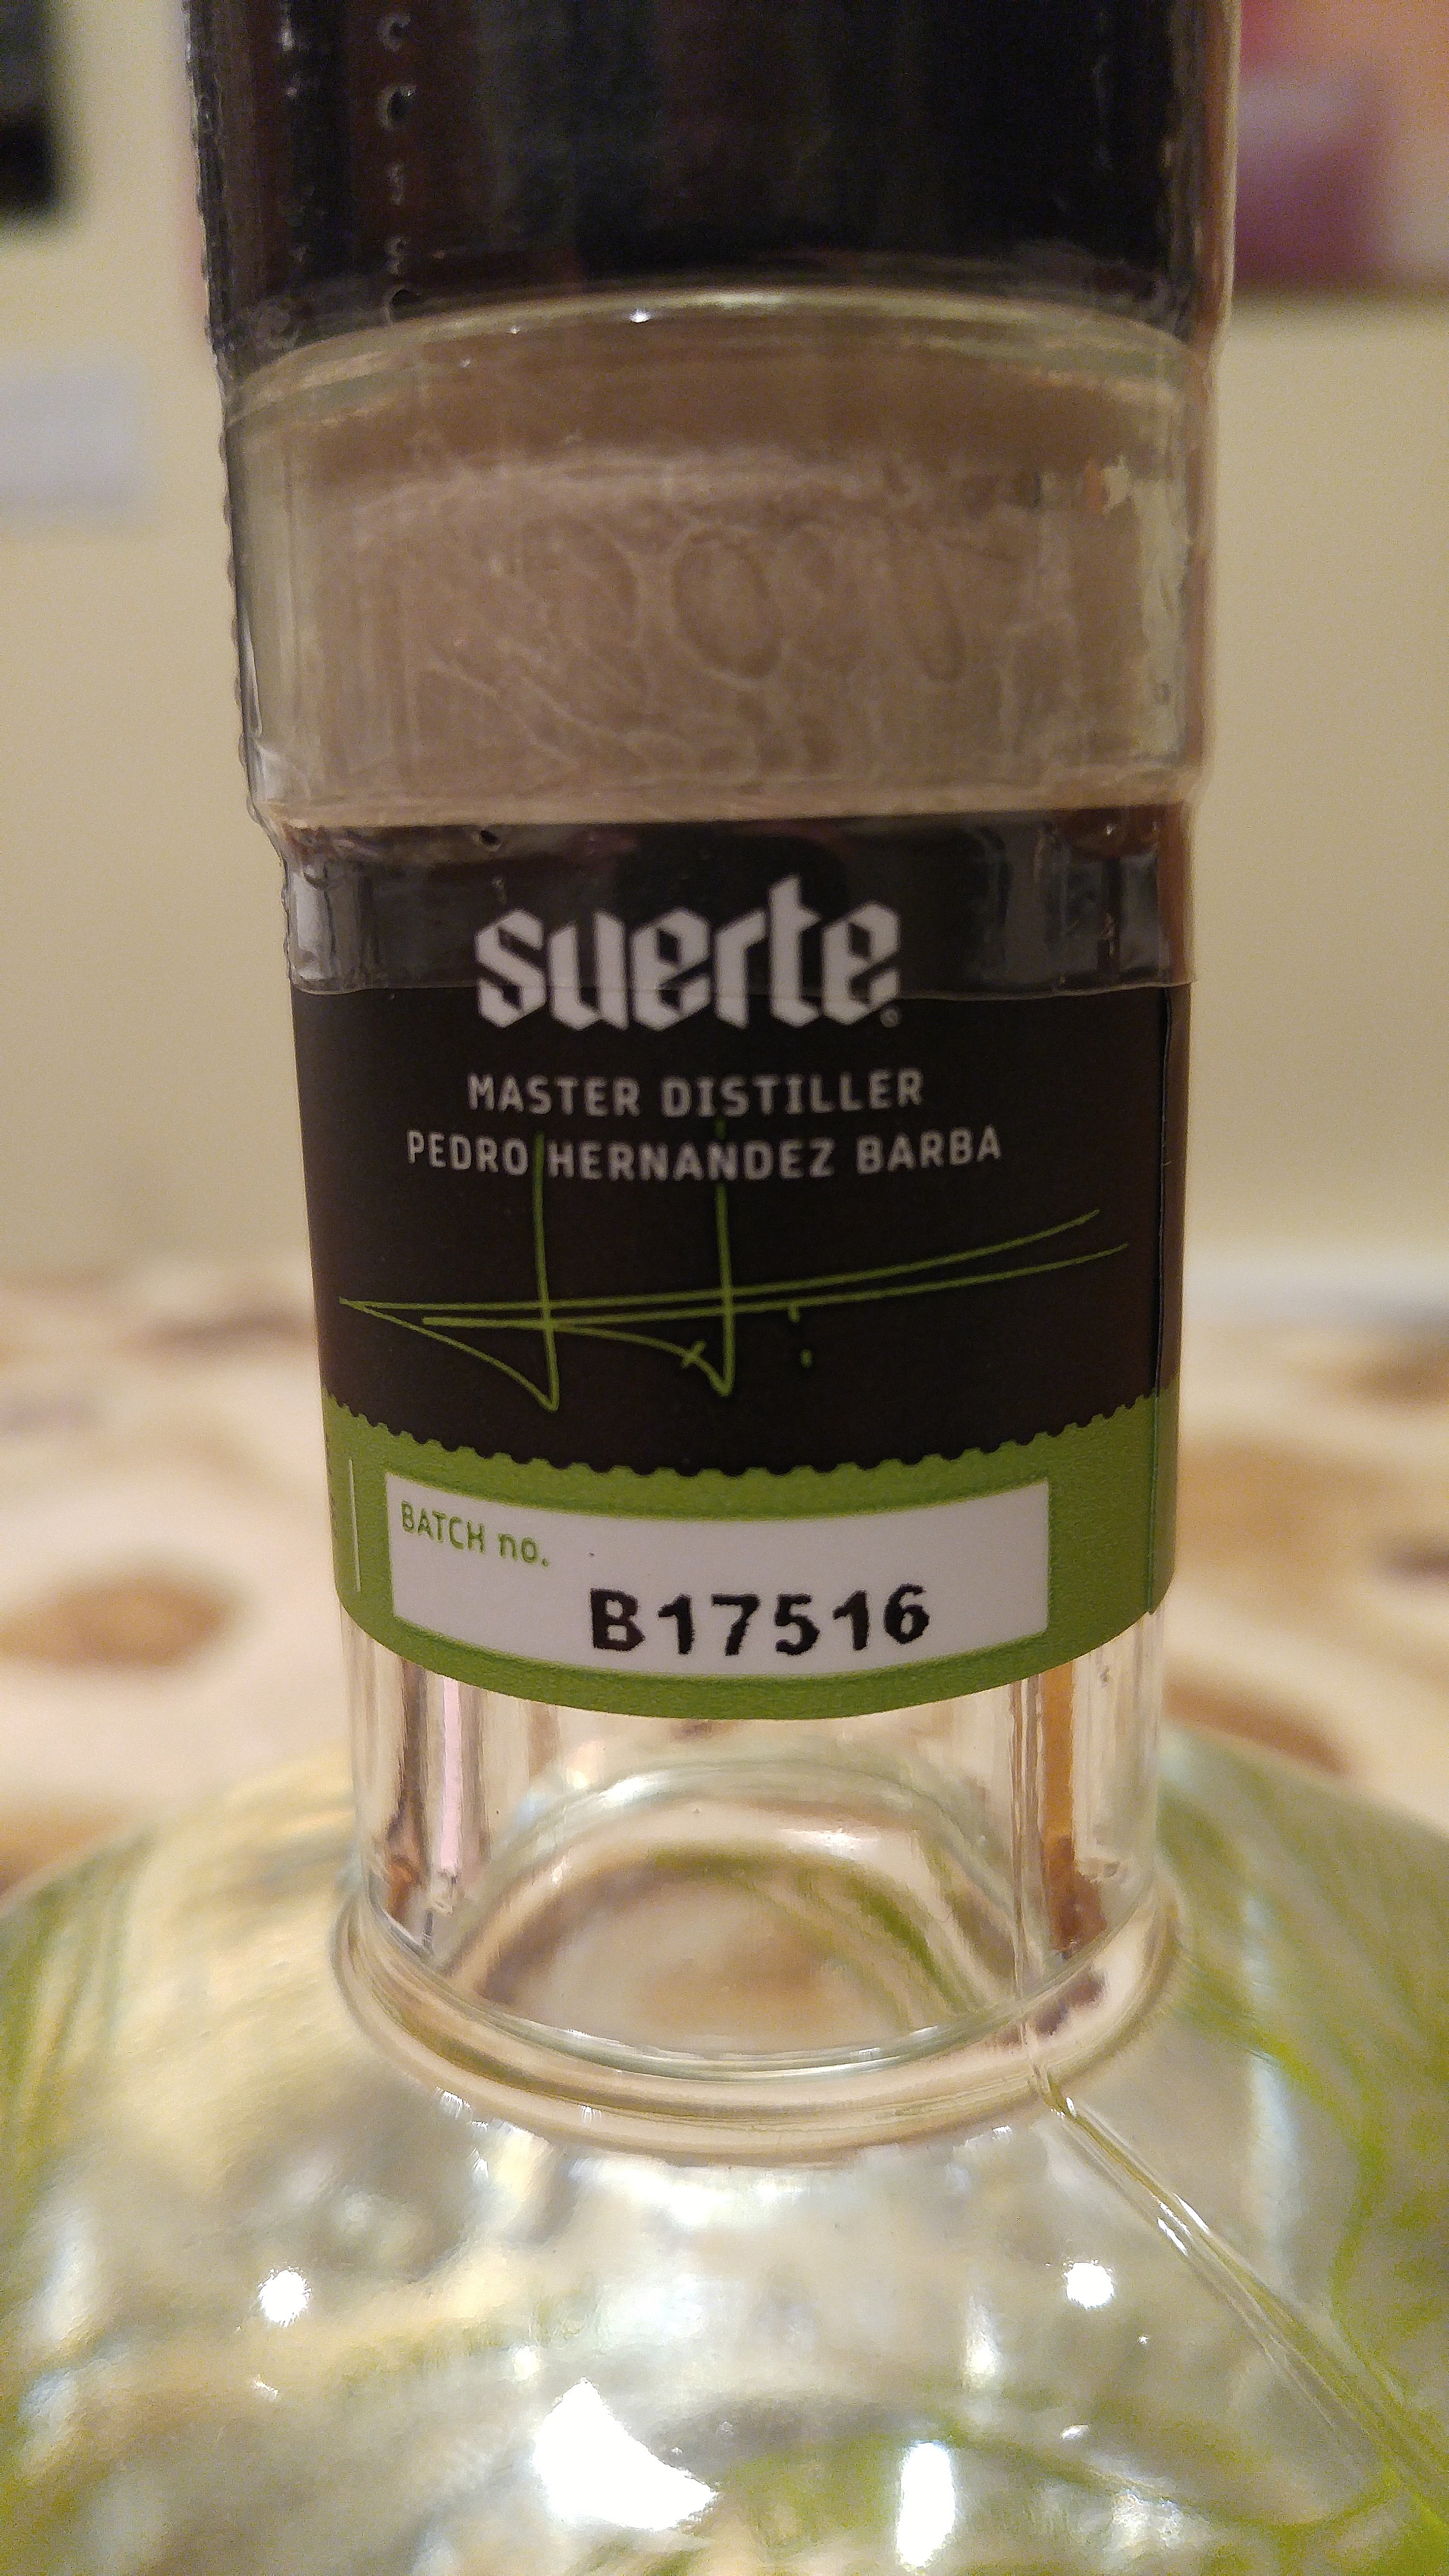 suerte
MASTER DISTILLER
PEDRO HERNANDEZ BARBA
BATCH no.
B17516